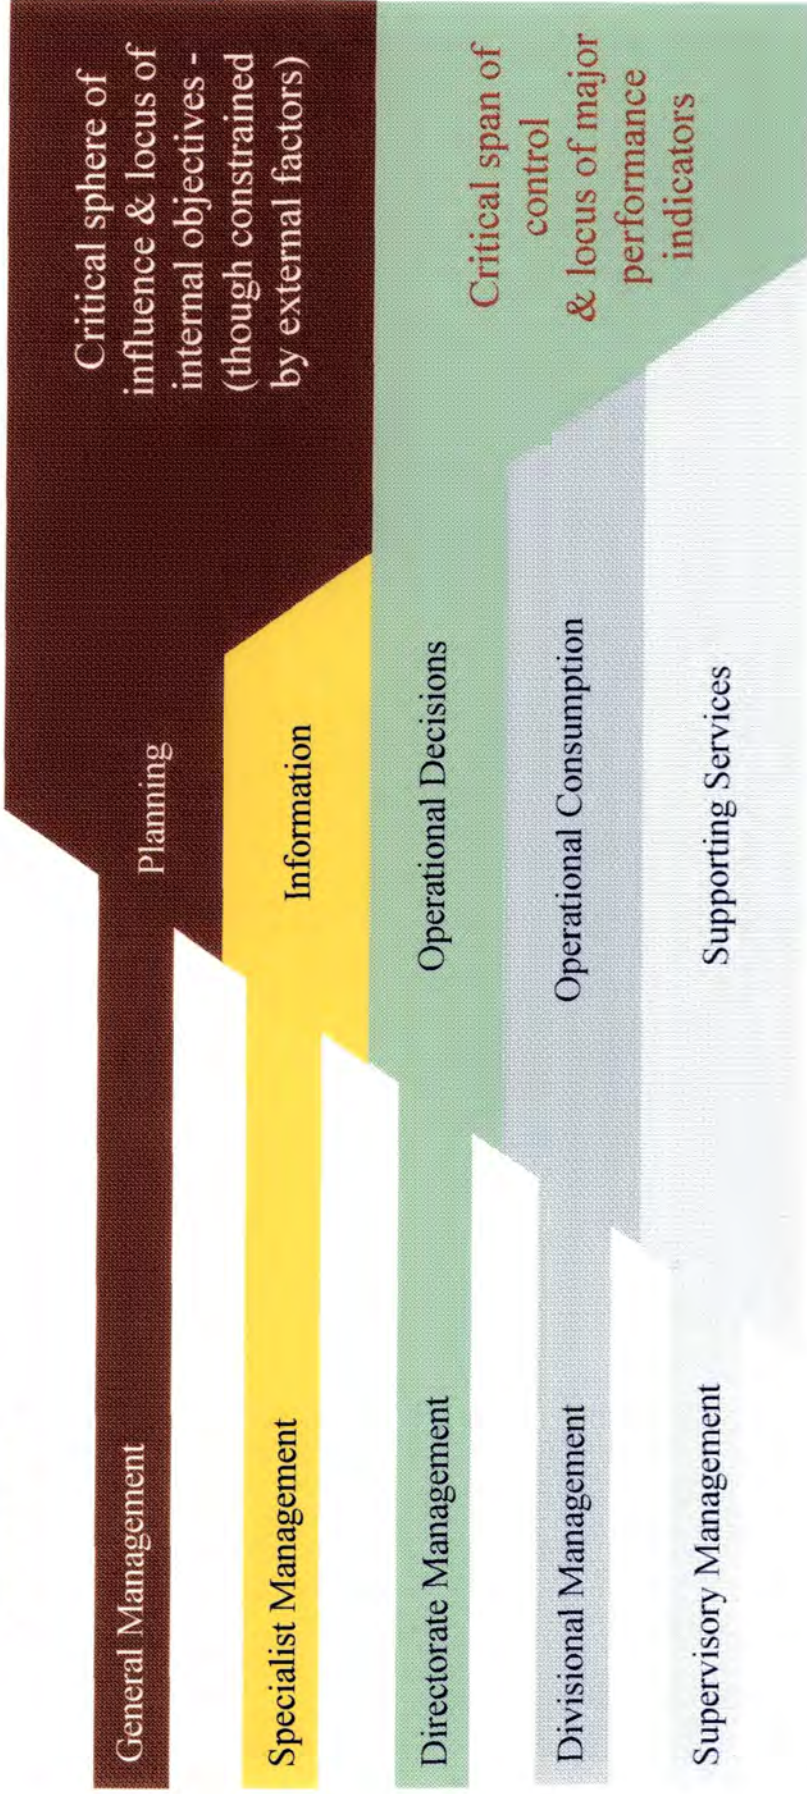 General Management
Planning
Critical sphere of
influence & locus of
internal objectives -
(though constrained
by external factors)
Specialist Management
Information
Directorate Management
Operational Decisions
Critical span of
control
& locus of major
performance
indicators
Divisional Management
Operational Consumption
Supervisory Management
Supporting Services